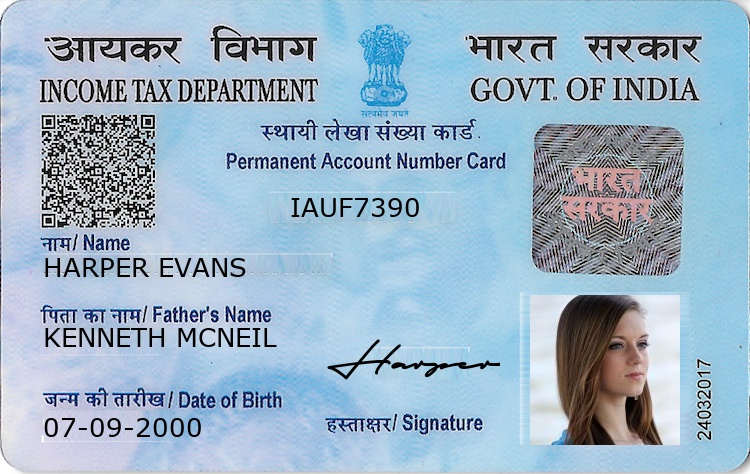 आयकर विभाग
भारत सरकार
INCOME TAX DEPARTMENT
GOVT. OF INDIA
सत्यमेव जयते
स्थायी लेखा संख्या कार्ड
Permanent Account Number Card
IAUF7390
भारत
सरकार
नाम/ Name
HARPER EVANS
पिता का नाम/ Father's Name
KENNETH MCNEIL
Harper
जन्म की तारीख / Date of Birth
07-09-2000
हस्ताक्षर/ Signature
24032017